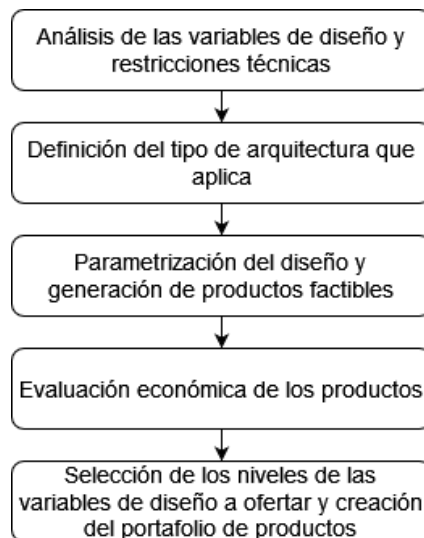 Análisis de las variables de diseño y
restricciones técnicas
Definición del tipo de arquitectura que
aplica
Parametrización del diseño y
generación de productos factibles
Evaluación económica de los productos
Selección de los niveles de las
variables de diseño a ofertar y creación
del portafolio de productos